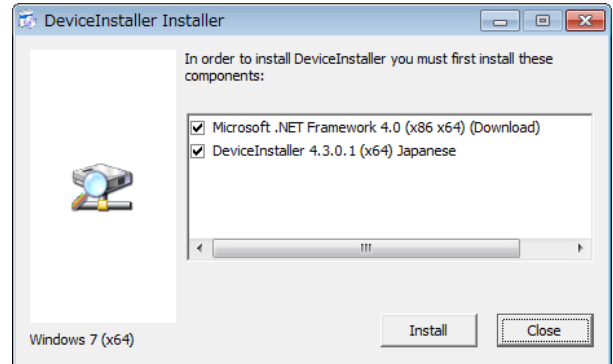 DeviceInstaller Installer
In order to install DeviceInstaller you must first install these
components:
Microsoft .NET Framework 4.0 (x86 x64) (Download)
DeviceInstaller 4.3.0.1 (x64) Japanese
Windows 7 (x64)
Install
Close